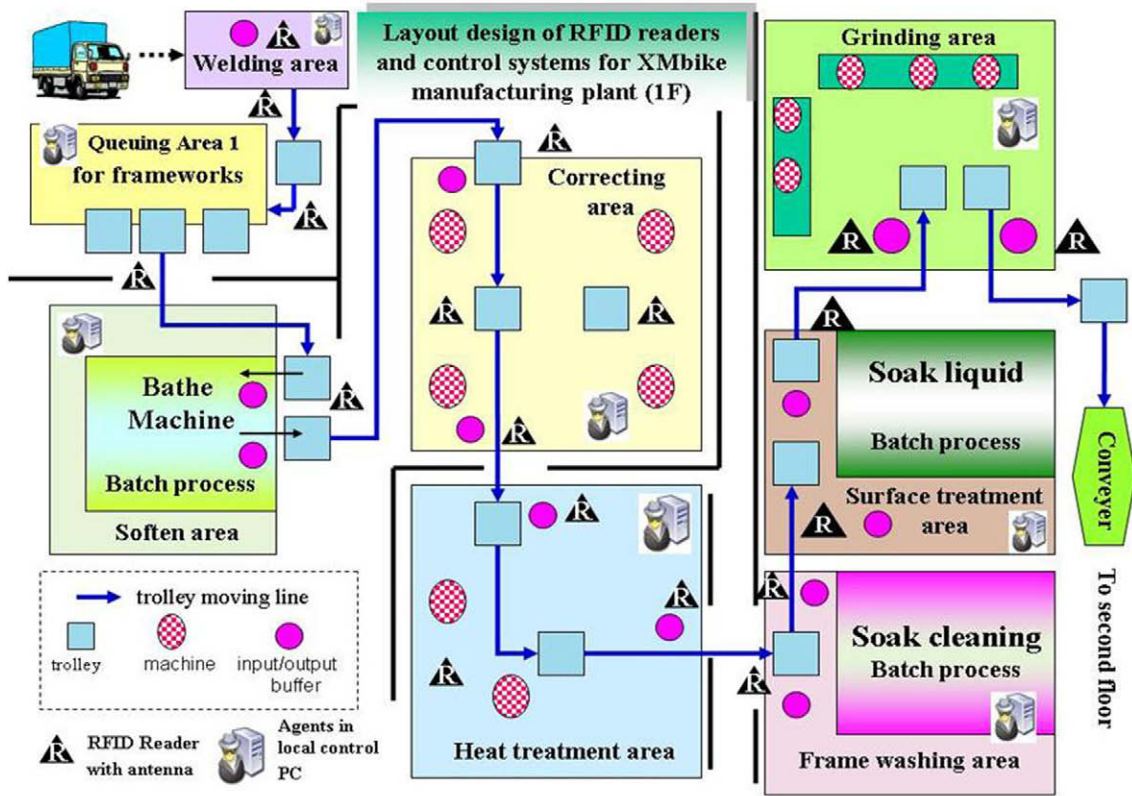 R
Welding area
Layout design of RFID readers
and control systems for XMbike
manufacturing plant (1F)
Grinding area
R
Queuing Area 1
for frameworks
R
R
R
Correcting
area
R
R
R
R
R
Bathe
Machine
Batch process
Soften area
R
R
R
Soak liquid
Batch process
Surface treatment
area
R
Conveyer
To second floor
R
R
R
R
R
Heat treatment area
Soak cleaning
Batch process
Frame washing area
trolley moving line
trolley
machine
input/output
buffer
R
RFID Reader
with antenna
Agents in
local control
PC